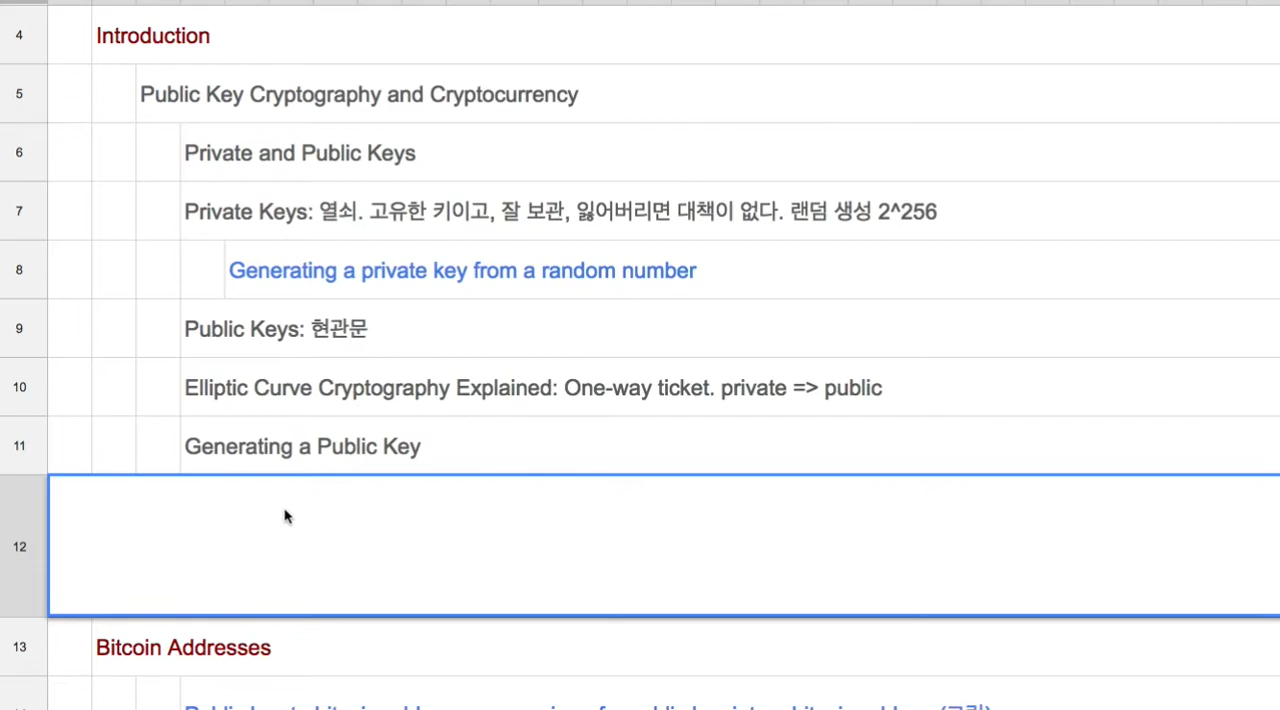 4 Introduction
5 Public Key Cryptography and Cryptocurrency
6 Private and Public Keys
7 Private Keys: 열쇠. 고유한 키이고, 잘 보관, 잃어버리면 대책이 없다. 랜덤 생성 2^256
8 Generating a private key from a random number
9 Public Keys: 현관문
10 Elliptic Curve Cryptography Explained: One-way ticket. private => public
11 Generating a Public Key
12
13 Bitcoin Addresses